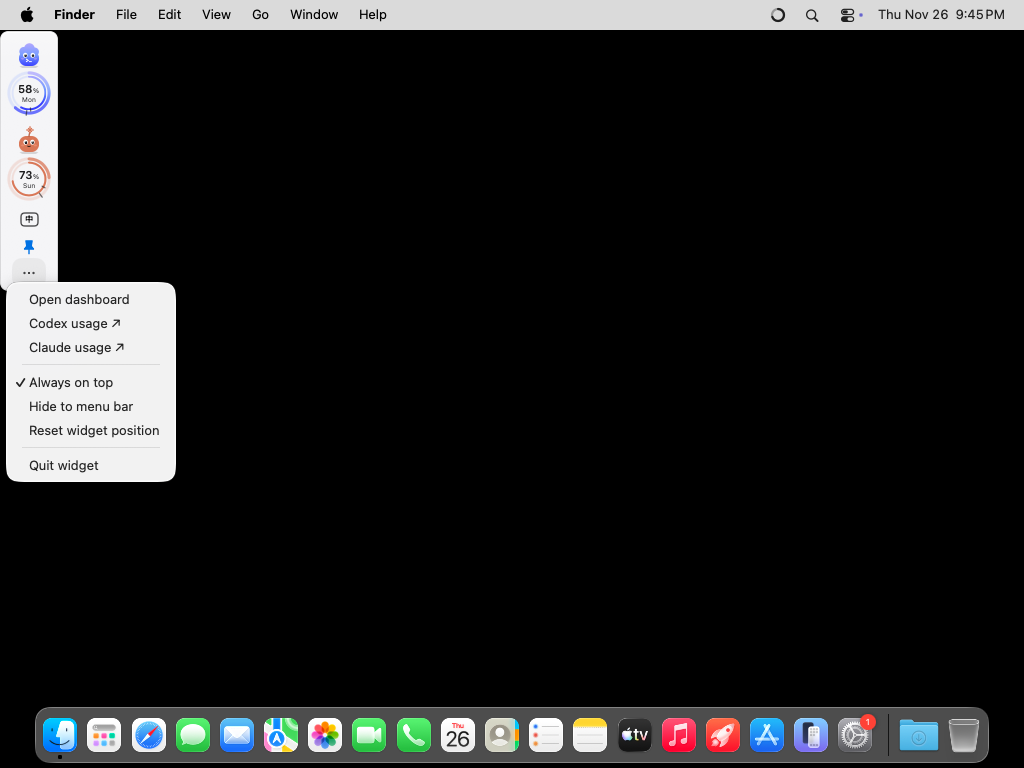 Finder File Edit View Go Window Help Thu Nov 26 9:45 PM
58%
Mon
73%
Sun
中
...
Open dashboard
Codex usage ↗
Claude usage ↗
✓ Always on top
Hide to menu bar
Reset widget position
Quit widget
Thu
26
tv
1